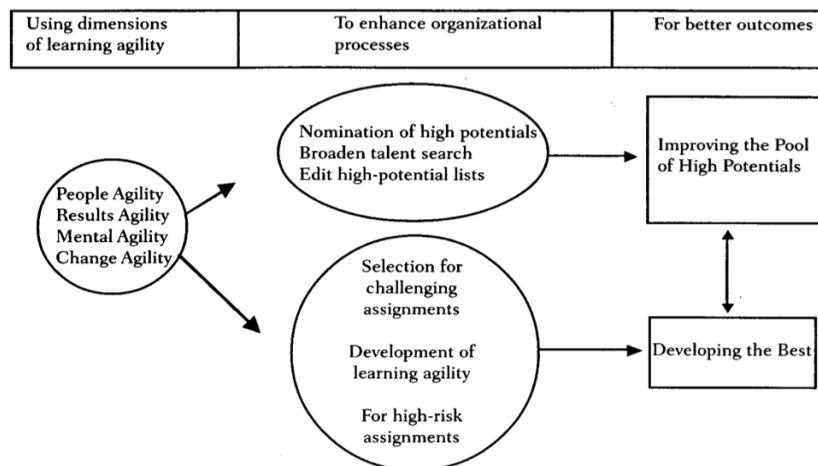 Using dimensions
of learning agility
To enhance organizational
processes
For better outcomes
People Agility
Results Agility
Mental Agility
Change Agility
Nomination of high potentials
Broaden talent search
Edit high-potential lists
Selection for
challenging
assignments
Development of
learning agility
For high-risk
assignments
Improving the Pool
of High Potentials
Developing the Best